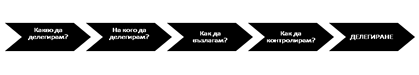 Какво да
делегирам?
На кого да
делегирам?
Как да
възлагам?
Как да
контролирам?
ДЕЛЕГИРАНЕ